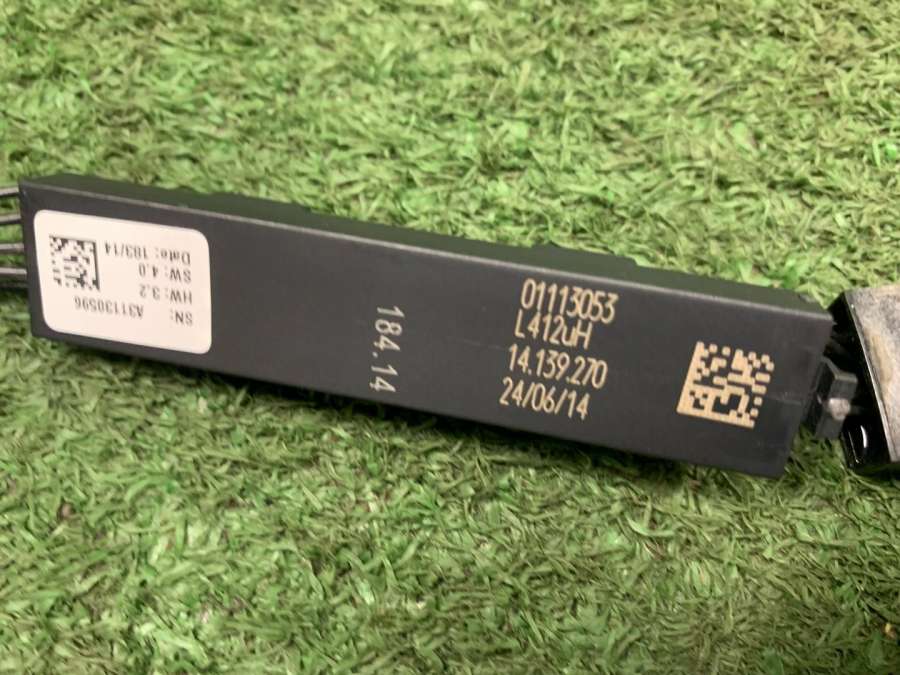 SN:
A311130596
HW:3.2
SW:4.0
Date: 183/14
184.14
01113053
L412uH
14.139.270
24/06/14